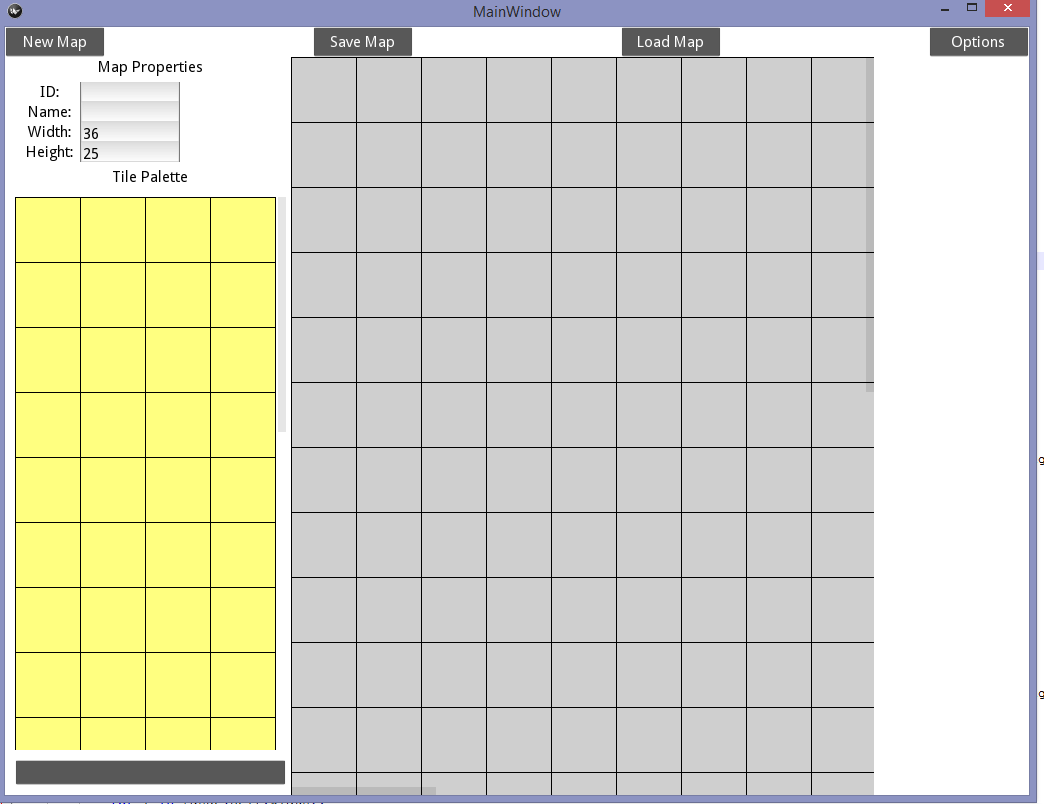 MainWindow
New Map Save Map Load Map Options
Map Properties
ID:
Name:
Width: 36
Height: 25
Tile Palette
g
g